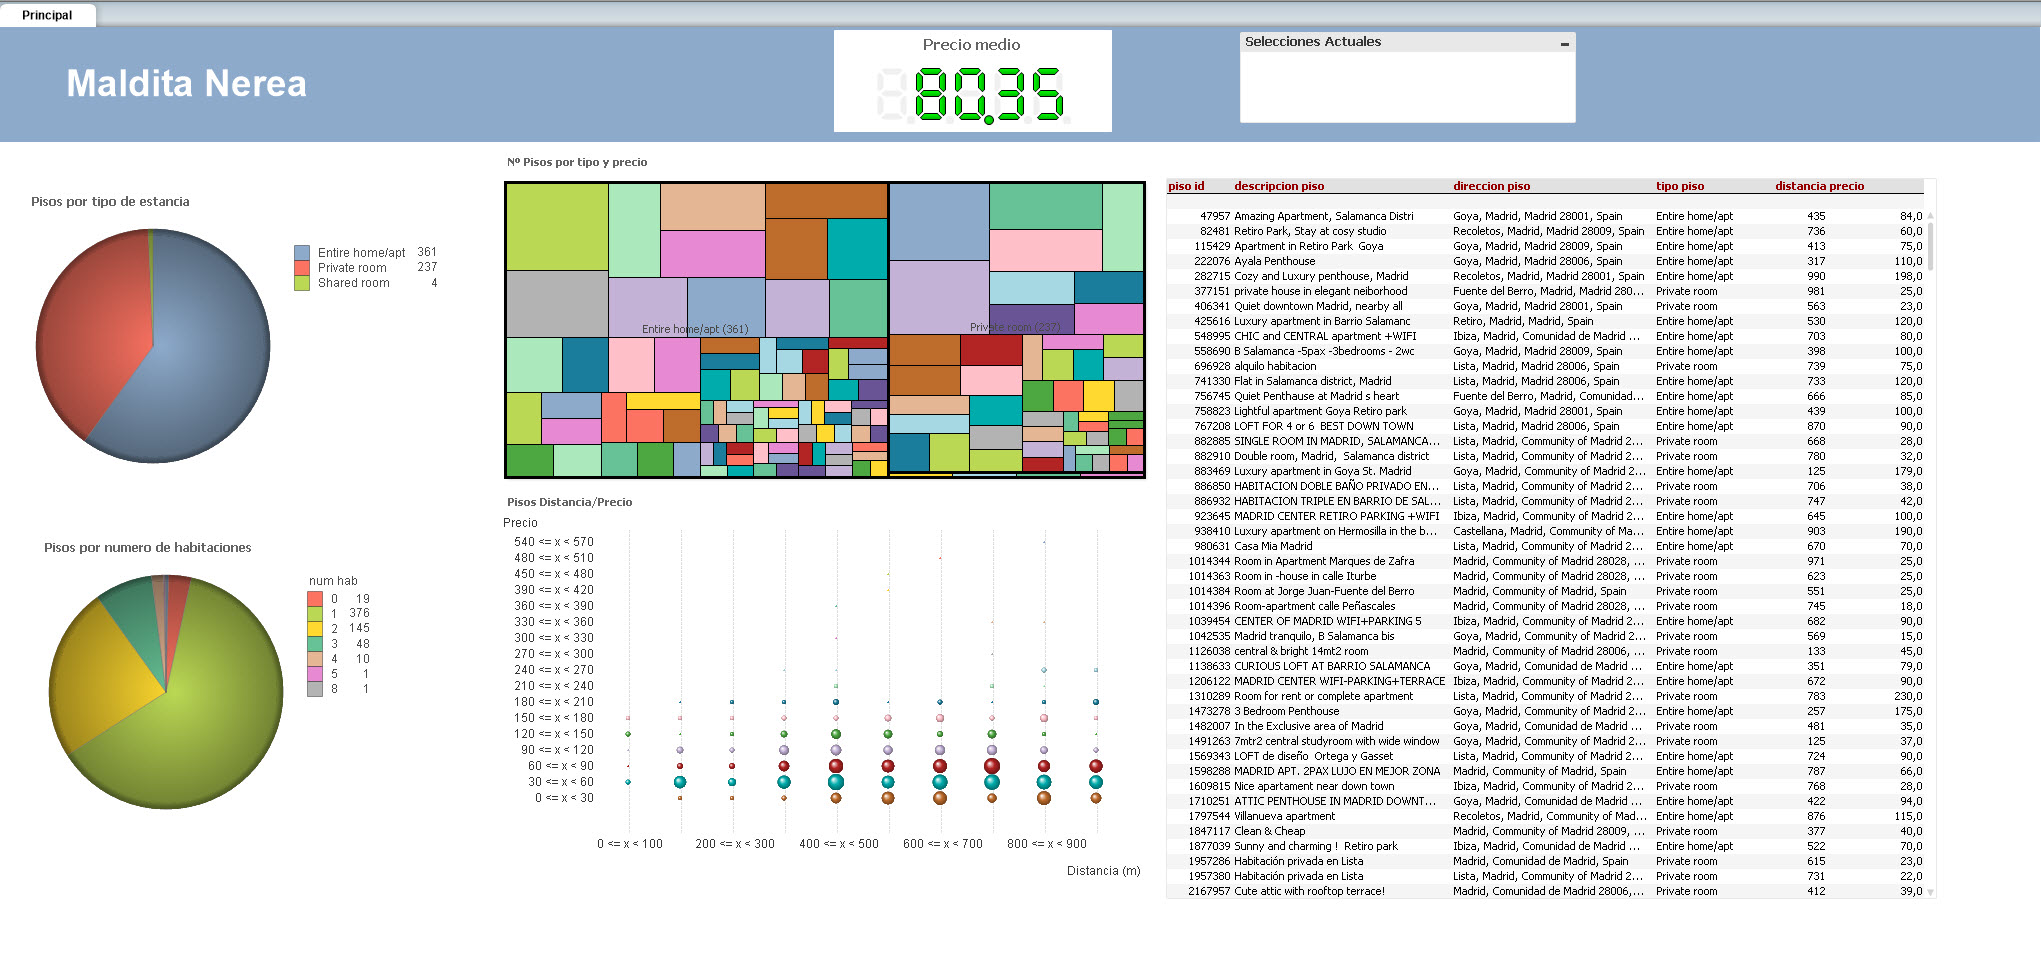 Principal
Maldita Nerea
Precio medio
80.35
Selecciones Actuales
Pisos por tipo de estancia
Entire home/apt 361
Private room 237
Shared room 4
Pisos por numero de habitaciones
num hab
0 19
1 376
2 145
3 48
4 10
5 1
8 1
Nº Pisos por tipo y precio
Entire home/apt (361)
Private room (237)
Pisos Distancia/Precio
Precio
540 <= x < 570
480 <= x < 510
450 <= x < 480
390 <= x < 420
360 <= x < 390
330 <= x < 360
300 <= x < 330
270 <= x < 300
240 <= x < 270
210 <= x < 240
180 <= x < 210
150 <= x < 180
120 <= x < 150
90 <= x < 120
60 <= x < 90
30 <= x < 60
0 <= x < 30
0 <= x < 100 200 <= x < 300 400 <= x < 500 600 <= x < 700 800 <= x < 900
Distancia (m)
piso id descripcion piso direccion piso tipo piso distancia precio
47957 Amazing Apartment, Salamanca Distri Goya, Madrid, Madrid 28001, Spain Entire home/apt 435 84,0
82481 Retiro Park, Stay at cosy studio Recoletos, Madrid, Madrid 28009, Spain Entire home/apt 736 60,0
115429 Apartment in Retiro Park Goya Goya, Madrid, Madrid 28009, Spain Entire home/apt 413 75,0
222076 Ayala Penthouse Goya, Madrid, Madrid 28006, Spain Entire home/apt 317 110,0
282715 Cozy and Luxury penthouse, Madrid Recoletos, Madrid, Madrid 28001, Spain Entire home/apt 990 198,0
377151 private house in elegant neiborhood Fuente del Berro, Madrid, Madrid 280... Private room 981 25,0
406341 Quiet downtown Madrid, nearby all Goya, Madrid, Madrid 28001, Spain Private room 563 23,0
425616 Luxury apartment in Barrio Salamanc Retiro, Madrid, Madrid, Spain Entire home/apt 530 120,0
548995 CHIC and CENTRAL apartment +WIFI Ibiza, Madrid, Comunidad de Madrid ... Entire home/apt 703 80,0
558690 B Salamanca -5pax -3bedrooms - 2wc Goya, Madrid, Madrid 28009, Spain Entire home/apt 398 100,0
696928 alquilo habitacion Lista, Madrid, Madrid 28006, Spain Private room 739 75,0
741330 Flat in Salamanca district, Madrid Lista, Madrid, Madrid 28006, Spain Entire home/apt 733 120,0
756745 Quiet Penthause at Madrid s heart Fuente del Berro, Madrid, Comunidad... Entire home/apt 666 85,0
758823 Lightful apartment Goya Retiro park Goya, Madrid, Madrid 28001, Spain Entire home/apt 439 100,0
767208 LOFT FOR 4 or 6 BEST DOWN TOWN Lista, Madrid, Madrid 28006, Spain Entire home/apt 870 90,0
882885 SINGLE ROOM IN MADRID, SALAMANCA... Lista, Madrid, Community of Madrid 2... Private room 668 28,0
882910 Double room, Madrid, Salamanca district Lista, Madrid, Community of Madrid 2... Private room 780 32,0
883469 Luxury apartment in Goya St. Madrid Goya, Madrid, Community of Madrid 2... Entire home/apt 125 179,0
886850 HABITACION DOBLE BAÑO PRIVADO EN... Lista, Madrid, Community of Madrid 2... Private room 706 38,0
886932 HABITACION TRIPLE EN BARRIO DE SAL... Lista, Madrid, Community of Madrid 2... Private room 747 42,0
923645 MADRID CENTER RETIRO PARKING +WIFI Ibiza, Madrid, Community of Madrid 2... Entire home/apt 645 100,0
938410 Luxury apartment on Hermosilla in the b... Castellana, Madrid, Community of Ma... Entire home/apt 903 190,0
980631 Casa Mia Madrid Lista, Madrid, Community of Madrid 2... Entire home/apt 670 70,0
1014344 Room in Apartment Marques de Zafra Madrid, Community of Madrid 28028, ... Private room 971 25,0
1014363 Room in -house in calle Iturbe Madrid, Community of Madrid 28028, ... Private room 623 25,0
1014384 Room at Jorge Juan-Fuente del Berro Madrid, Community of Madrid, Spain Private room 551 25,0
1014396 Room-apartment calle Peñascales Madrid, Community of Madrid 28028, ... Private room 745 18,0
1039454 CENTER OF MADRID WIFI+PARKING 5 Ibiza, Madrid, Community of Madrid 2... Entire home/apt 682 90,0
1042535 Madrid tranquilo, B Salamanca bis Goya, Madrid, Community of Madrid 2... Private room 569 15,0
1126038 central & bright 14mt2 room Madrid, Community of Madrid 28006, ... Private room 133 45,0
1138633 CURIOUS LOFT AT BARRIO SALAMANCA Goya, Madrid, Comunidad de Madrid ... Entire home/apt 351 79,0
1206122 MADRID CENTER WIFI-PARKING+TERRACE Ibiza, Madrid, Community of Madrid 2... Entire home/apt 672 90,0
1310289 Room for rent or complete apartment Lista, Madrid, Community of Madrid 2... Private room 783 230,0
1473278 3 Bedroom Penthouse Goya, Madrid, Community of Madrid 2... Entire home/apt 257 175,0
1482007 In the Exclusive area of Madrid Goya, Madrid, Comunidad de Madrid ... Private room 481 35,0
1491263 7mtr2 central studyroom with wide window Goya, Madrid, Community of Madrid 2... Private room 125 37,0
1569343 LOFT de diseño Ortega y Gasset Lista, Madrid, Community of Madrid 2... Entire home/apt 724 90,0
1598288 MADRID APT. 2PAX LUJO EN MEJOR ZONA Madrid, Community of Madrid, Spain Entire home/apt 787 66,0
1609815 Nice apartament near down town Ibiza, Madrid, Community of Madrid 2... Private room 768 28,0
1710251 ATTIC PENTHOUSE IN MADRID DOWNT... Goya, Madrid, Comunidad de Madrid ... Entire home/apt 422 94,0
1797544 Villanueva apartment Recoletos, Madrid, Community of Mad... Entire home/apt 876 115,0
1847117 Clean & Cheap Madrid, Community of Madrid 28009, ... Private room 377 40,0
1877039 Sunny and charming ! Retiro park Ibiza, Madrid, Comunidad de Madrid ... Entire home/apt 522 70,0
1957286 Habitación privada en Lista Madrid, Comunidad de Madrid, Spain Private room 615 23,0
1957380 Habitación privada en Lista Lista, Madrid, Community of Madrid 2... Private room 731 22,0
2167957 Cute attic with rooftop terrace! Madrid, Comunidad de Madrid 28006,... Private room 412 39,0